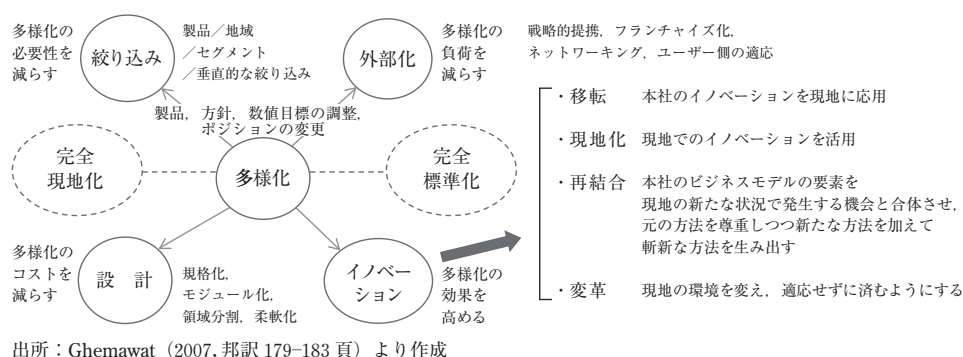 多様化の
必要性を
減らす
絞り込み
製品／地域
／セグメント
／垂直的な絞り込み
外部化
多様化の
負荷を
減らす
戦略的提携，フランチャイズ化，
ネットワーキング，ユーザー側の適応
製品，方針，数値目標の調整，
ポジションの変更
完全
現地化
多様化
完全
標準化
多様化の
コストを
減らす
設　計
規格化，
モジュール化，
領域分割，柔軟化
イノベー
ション
多様化の
効果を
高める
・移転　本社のイノベーションを現地に応用
・現地化　現地でのイノベーションを活用
・再結合　本社のビジネスモデルの要素を
現地の新たな状況で発生する機会と合体させ，
元の方法を尊重しつつ新たな方法を加えて
斬新な方法を生み出す
・変革　現地の環境を変え，適応せずに済むようにする
出所：Ghemawat（2007, 邦訳 179–183 頁）より作成